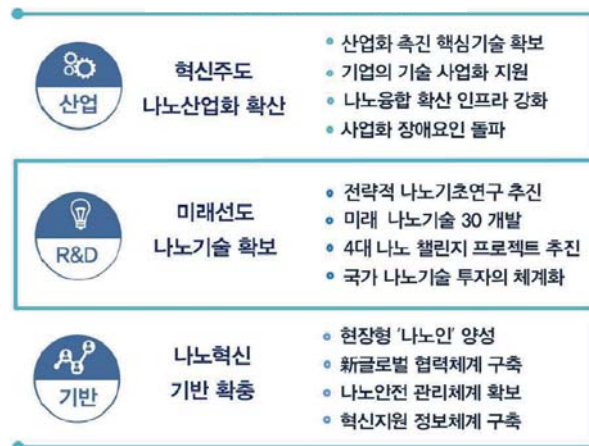 산업
혁신주도
나노산업화 확산
• 산업화 촉진 핵심기술 확보
• 기업의 기술 사업화 지원
• 나노융합 확산 인프라 강화
• 사업화 장애요인 돌파
R&D
미래선도
나노기술 확보
• 전략적 나노기초연구 추진
• 미래 나노기술 30 개발
• 4대 나노 챌린지 프로젝트 추진
• 국가 나노기술 투자의 체계화
기반
나노혁신
기반 확충
• 현장형 '나노인' 양성
• 新글로벌 협력체계 구축
• 나노안전 관리체계 확보
• 혁신지원 정보체계 구축